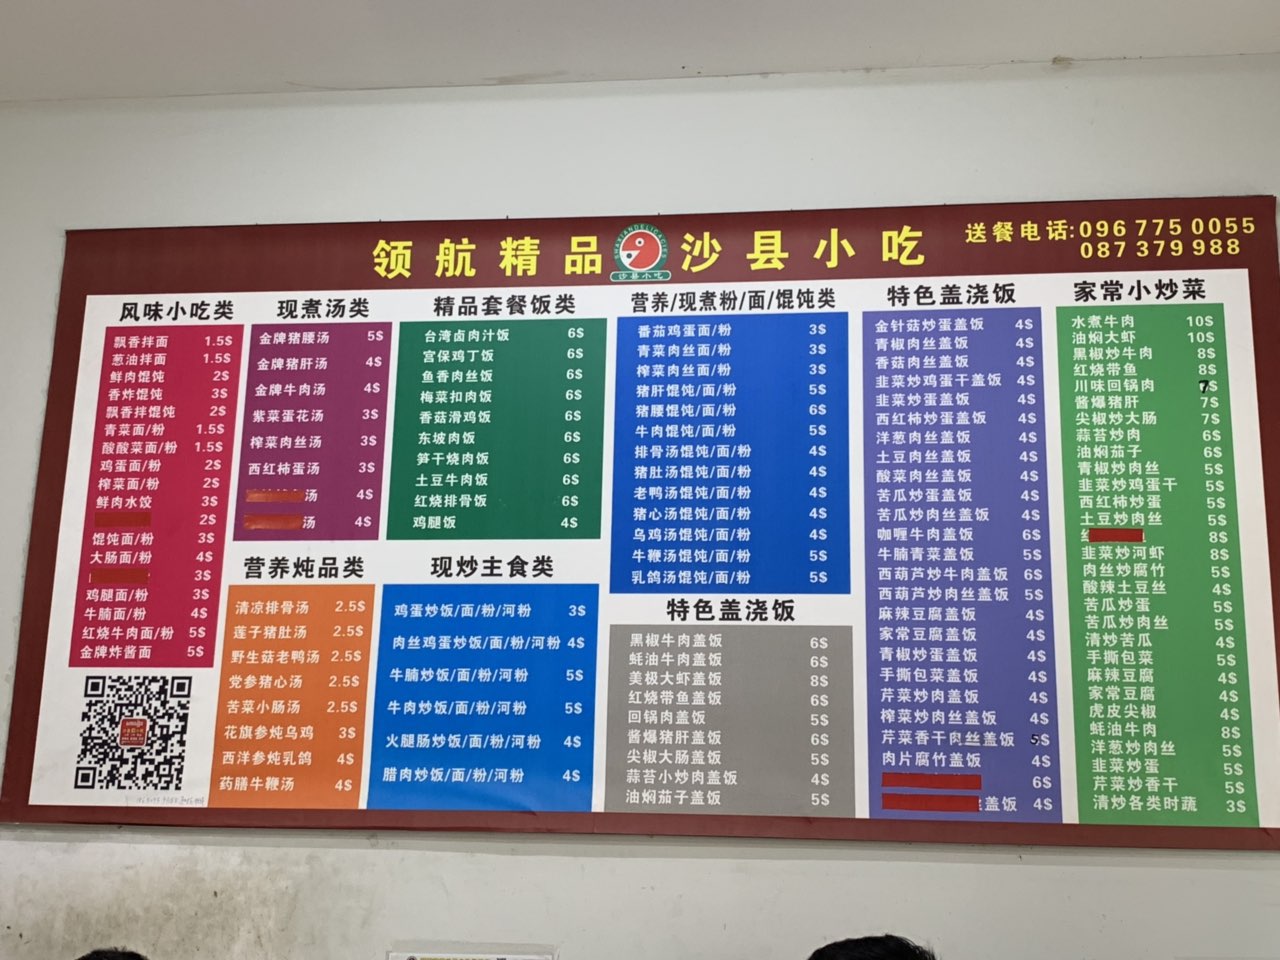 领航精品
SHAXIANDELICACIES
沙县小吃
沙县小吃
送餐电话:096 775 0055
087 379 988
风味小吃类
飘香拌面 1.5$
葱油拌面 1.5$
鲜肉馄饨 2$
香炸馄饨 3$
飘香拌馄饨 2$
青菜面/粉 1.5$
酸酸菜面/粉 1.5$
鸡蛋面/粉 2$
榨菜面/粉 2$
鲜肉水饺 3$
2$
馄饨面/粉 3$
大肠面/粉 4$
3$
鸡腿面/粉 3$
牛腩面/粉 4$
红烧牛肉面/粉 5$
金牌炸酱面 5$
现煮汤类
金牌猪腰汤 5$
金牌猪肝汤 4$
金牌牛肉汤 4$
紫菜蛋花汤 3$
榨菜肉丝汤 3$
西红柿蛋汤 3$
汤 4$
汤 4$
精品套餐饭类
台湾卤肉汁饭 6$
宫保鸡丁饭 6$
鱼香肉丝饭 6$
梅菜扣肉饭 6$
香菇滑鸡饭 6$
东坡肉饭 6$
笋干烧肉饭 6$
土豆牛肉饭 6$
红烧排骨饭 6$
鸡腿饭 4$
营养/现煮粉/面/馄饨类
番茄鸡蛋面/粉 3$
青菜肉丝面/粉 3$
榨菜肉丝面/粉 3$
猪肝馄饨/面/粉 5$
猪腰馄饨/面/粉 5$
牛肉馄饨/面/粉 5$
排骨汤馄饨/面/粉 4$
猪肚汤馄饨/面/粉 4$
老鸭汤馄饨/面/粉 4$
猪心汤馄饨/面/粉 4$
乌鸡汤馄饨/面/粉 4$
牛鞭汤馄饨/面/粉 5$
乳鸽汤馄饨/面/粉 5$
特色盖浇饭
金针菇炒蛋盖饭 4$
青椒肉丝盖饭 4$
香菇肉丝盖饭 4$
韭菜炒鸡蛋干盖饭 4$
韭菜炒蛋盖饭 4$
西红柿炒蛋盖饭 4$
洋葱肉丝盖饭 4$
土豆肉丝盖饭 4$
酸菜肉丝盖饭 4$
苦瓜炒蛋盖饭 4$
苦瓜炒肉丝盖饭 4$
咖喱牛肉盖饭 6$
牛腩青菜盖饭 5$
西葫芦炒牛肉盖饭 6$
西葫芦炒肉丝盖饭 5$
麻辣豆腐盖饭 4$
家常豆腐盖饭 4$
青椒炒蛋盖饭 4$
手撕包菜盖饭 4$
芹菜炒肉盖饭 4$
榨菜炒肉丝盖饭 4$
芹菜香干肉丝盖饭 5$
肉片腐竹盖饭 4$
6$
盖饭 4$
家常小炒菜
水煮牛肉 10$
油焖大虾 10$
黑椒炒牛肉 8$
红烧带鱼 8$
川味回锅肉 7$
酱爆猪肝 7$
尖椒炒大肠 7$
蒜苔炒肉 6$
油焖茄子 6$
青椒炒肉丝 5$
韭菜炒鸡蛋干 5$
西红柿炒蛋 5$
土豆炒肉丝 5$
8$
韭菜炒河虾 8$
肉丝炒腐竹 5$
酸辣土豆丝 4$
苦瓜炒蛋 5$
苦瓜炒肉丝 5$
清炒苦瓜 4$
手撕包菜 5$
麻辣豆腐 4$
家常豆腐 4$
虎皮尖椒 4$
蚝油牛肉 8$
洋葱炒肉丝 5$
韭菜炒蛋 5$
芹菜炒香干 5$
清炒各类时蔬 3$
营养炖品类
清凉排骨汤 2.5$
莲子猪肚汤 2.5$
野生菇老鸭汤 2.5$
党参猪心汤 2.5$
苦菜小肠汤 2.5$
花旗参炖乌鸡 3$
西洋参炖乳鸽 4$
药膳牛鞭汤 4$
现炒主食类
鸡蛋炒饭/面/粉/河粉 3$
肉丝鸡蛋炒饭/面/粉/河粉 4$
牛腩炒饭/面/粉/河粉 5$
牛肉炒饭/面/粉/河粉 5$
火腿肠炒饭/面/粉/河粉 4$
腊肉炒饭/面/粉/河粉 4$
特色盖浇饭
黑椒牛肉盖饭 6$
蚝油牛肉盖饭 6$
美极大虾盖饭 8$
红烧带鱼盖饭 6$
回锅肉盖饭 5$
酱爆猪肝盖饭 6$
尖椒大肠盖饭 5$
蒜苔小炒肉盖饭 4$
油焖茄子盖饭 5$